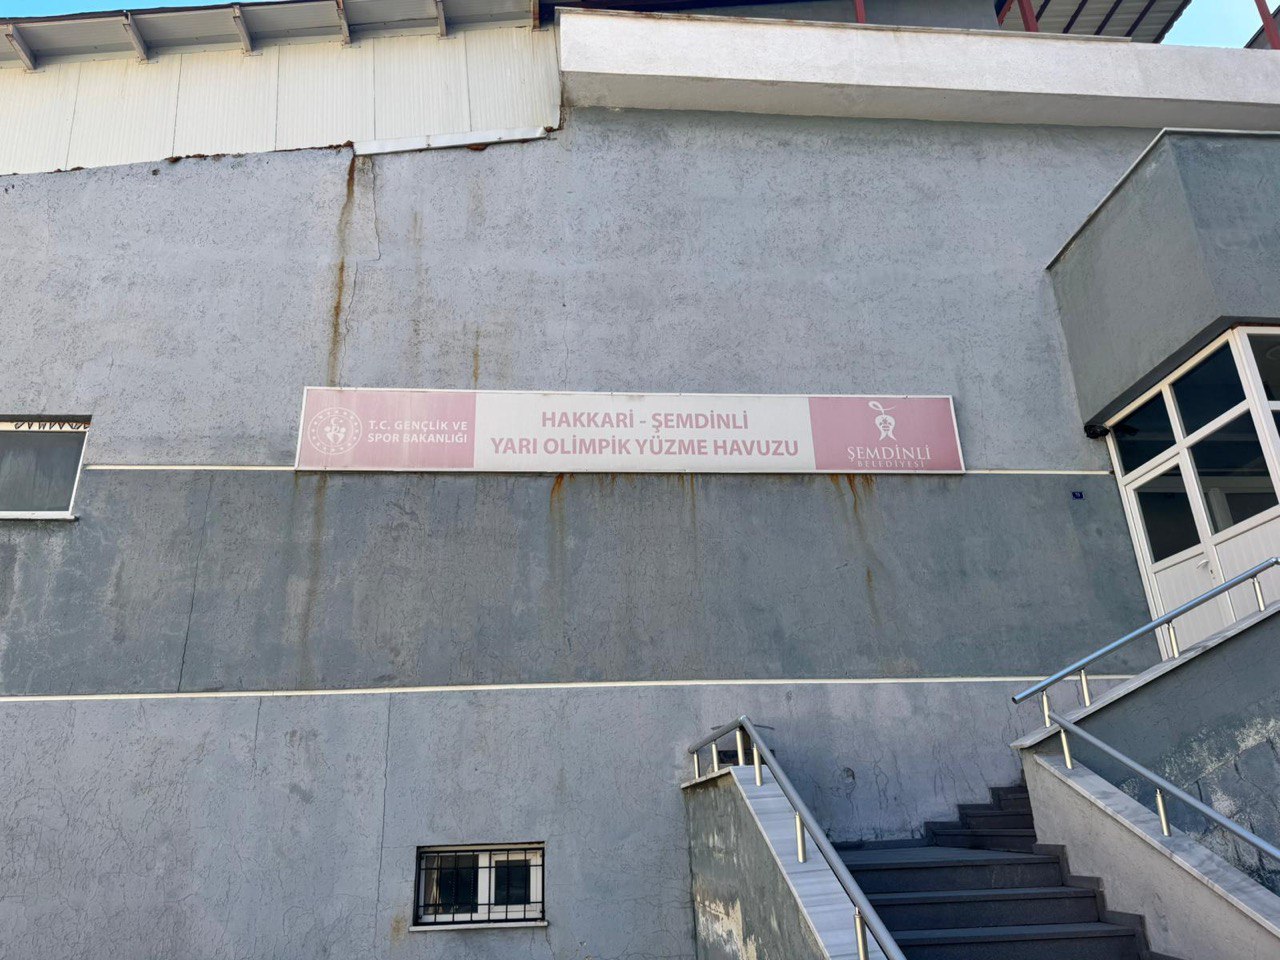 T.C. GENÇLİK VE
SPOR BAKANLIĞI
HAKKARİ - ŞEMDİNLİ
YARI OLİMPİK YÜZME HAVUZU
ŞEMDİNLİ
BELEDİYESİ